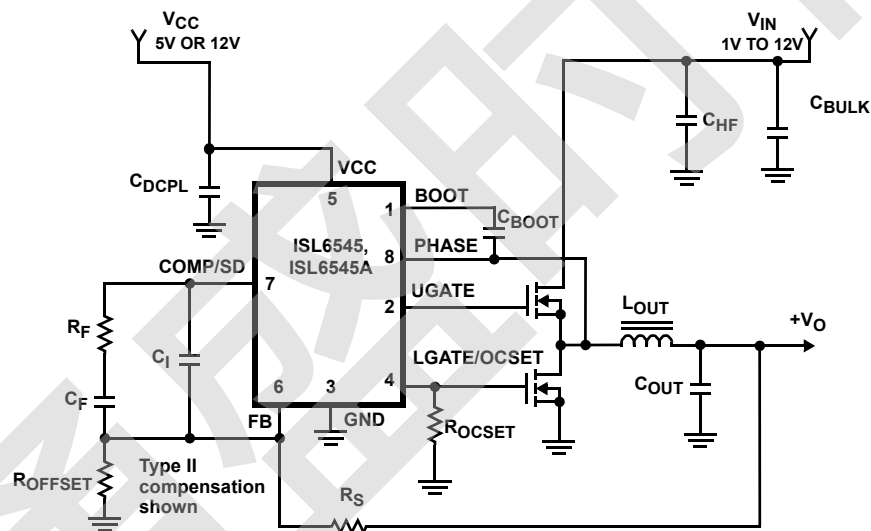 VCC
5V OR 12V
VIN
1V TO 12V
CHF
CBULK
CDCPL
VCC
5
BOOT
1
CBOOT
ISL6545,
ISL6545A
8
PHASE
COMP/SD
7
UGATE
2
LOUT
+VO
RF
CI
LGATE/OCSET
4
COUT
CF
6
3
FB
GND
ROCSET
ROFFSET
Type II
compensation
shown
RS